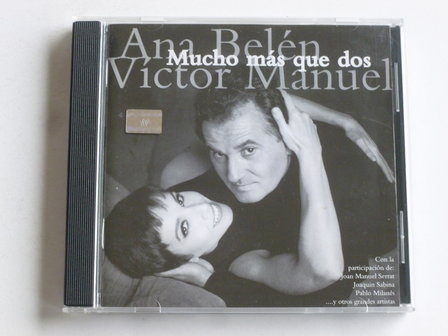 Ana Belén
Mucho más que dos
Víctor Manuel
Con la
participación de:
Joan Manuel Serrat
Joaquín Sabina
Pablo Milanés
....y otros grandes artistas